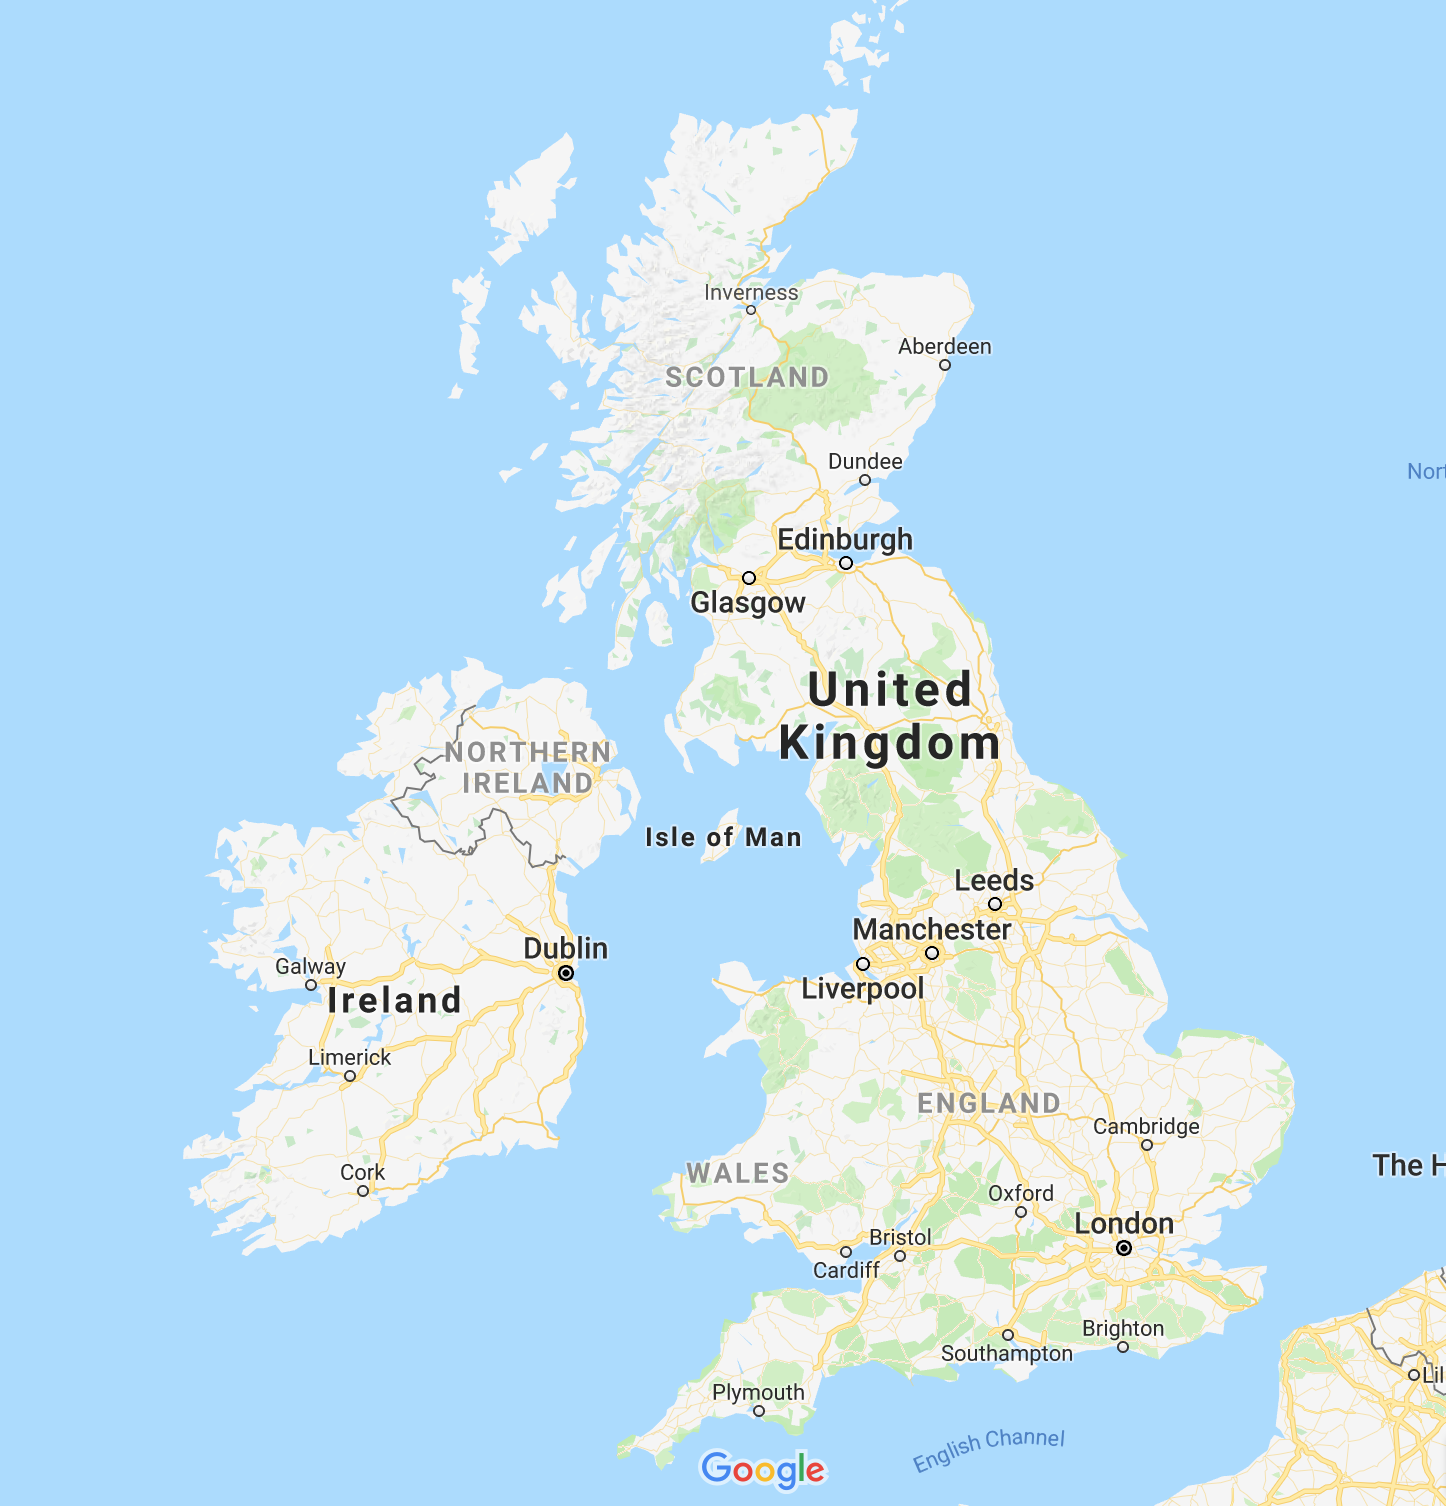 Inverness
Aberdeen
SCOTLAND
Dundee
Nort
Edinburgh
Glasgow
United
Kingdom
NORTHERN
IRELAND
Isle of Man
Leeds
Manchester
Dublin
Galway
Liverpool
Ireland
Limerick
ENGLAND
Cambridge
The H
Cork
WALES
Oxford
London
Bristol
Cardiff
Brighton
Southampton
Lil
Plymouth
English Channel
Google